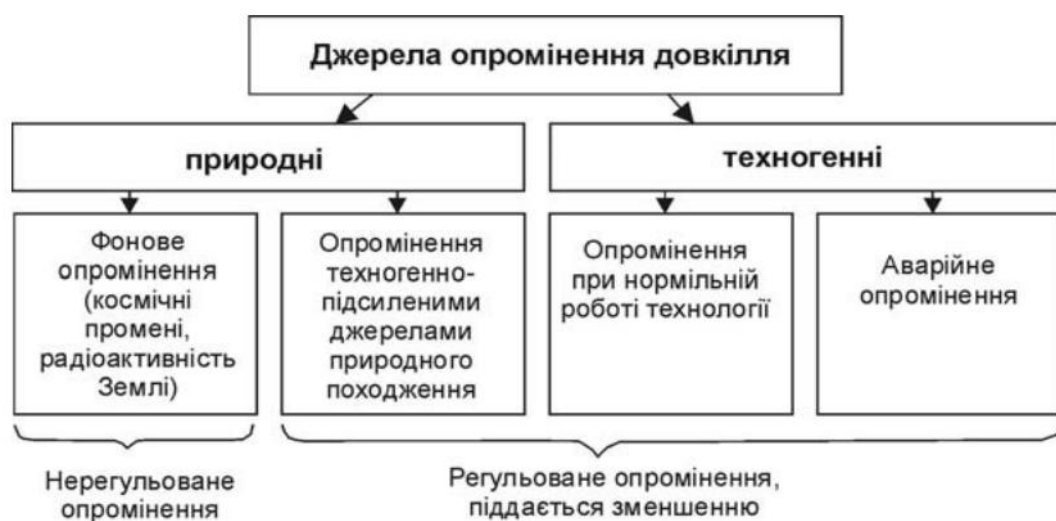 Джерела опромінення довкілля
природні
техногенні
Фонове
опромінення
(космічні
промені,
радіоактивність
Землі)
Опромінення
техногенно-
підсиленими
джерелами
природного
походження
Опромінення
при нормільній
роботі технології
Аварійне
опромінення
Нерегульоване
опромінення
Регульоване опромінення,
піддається зменшенню